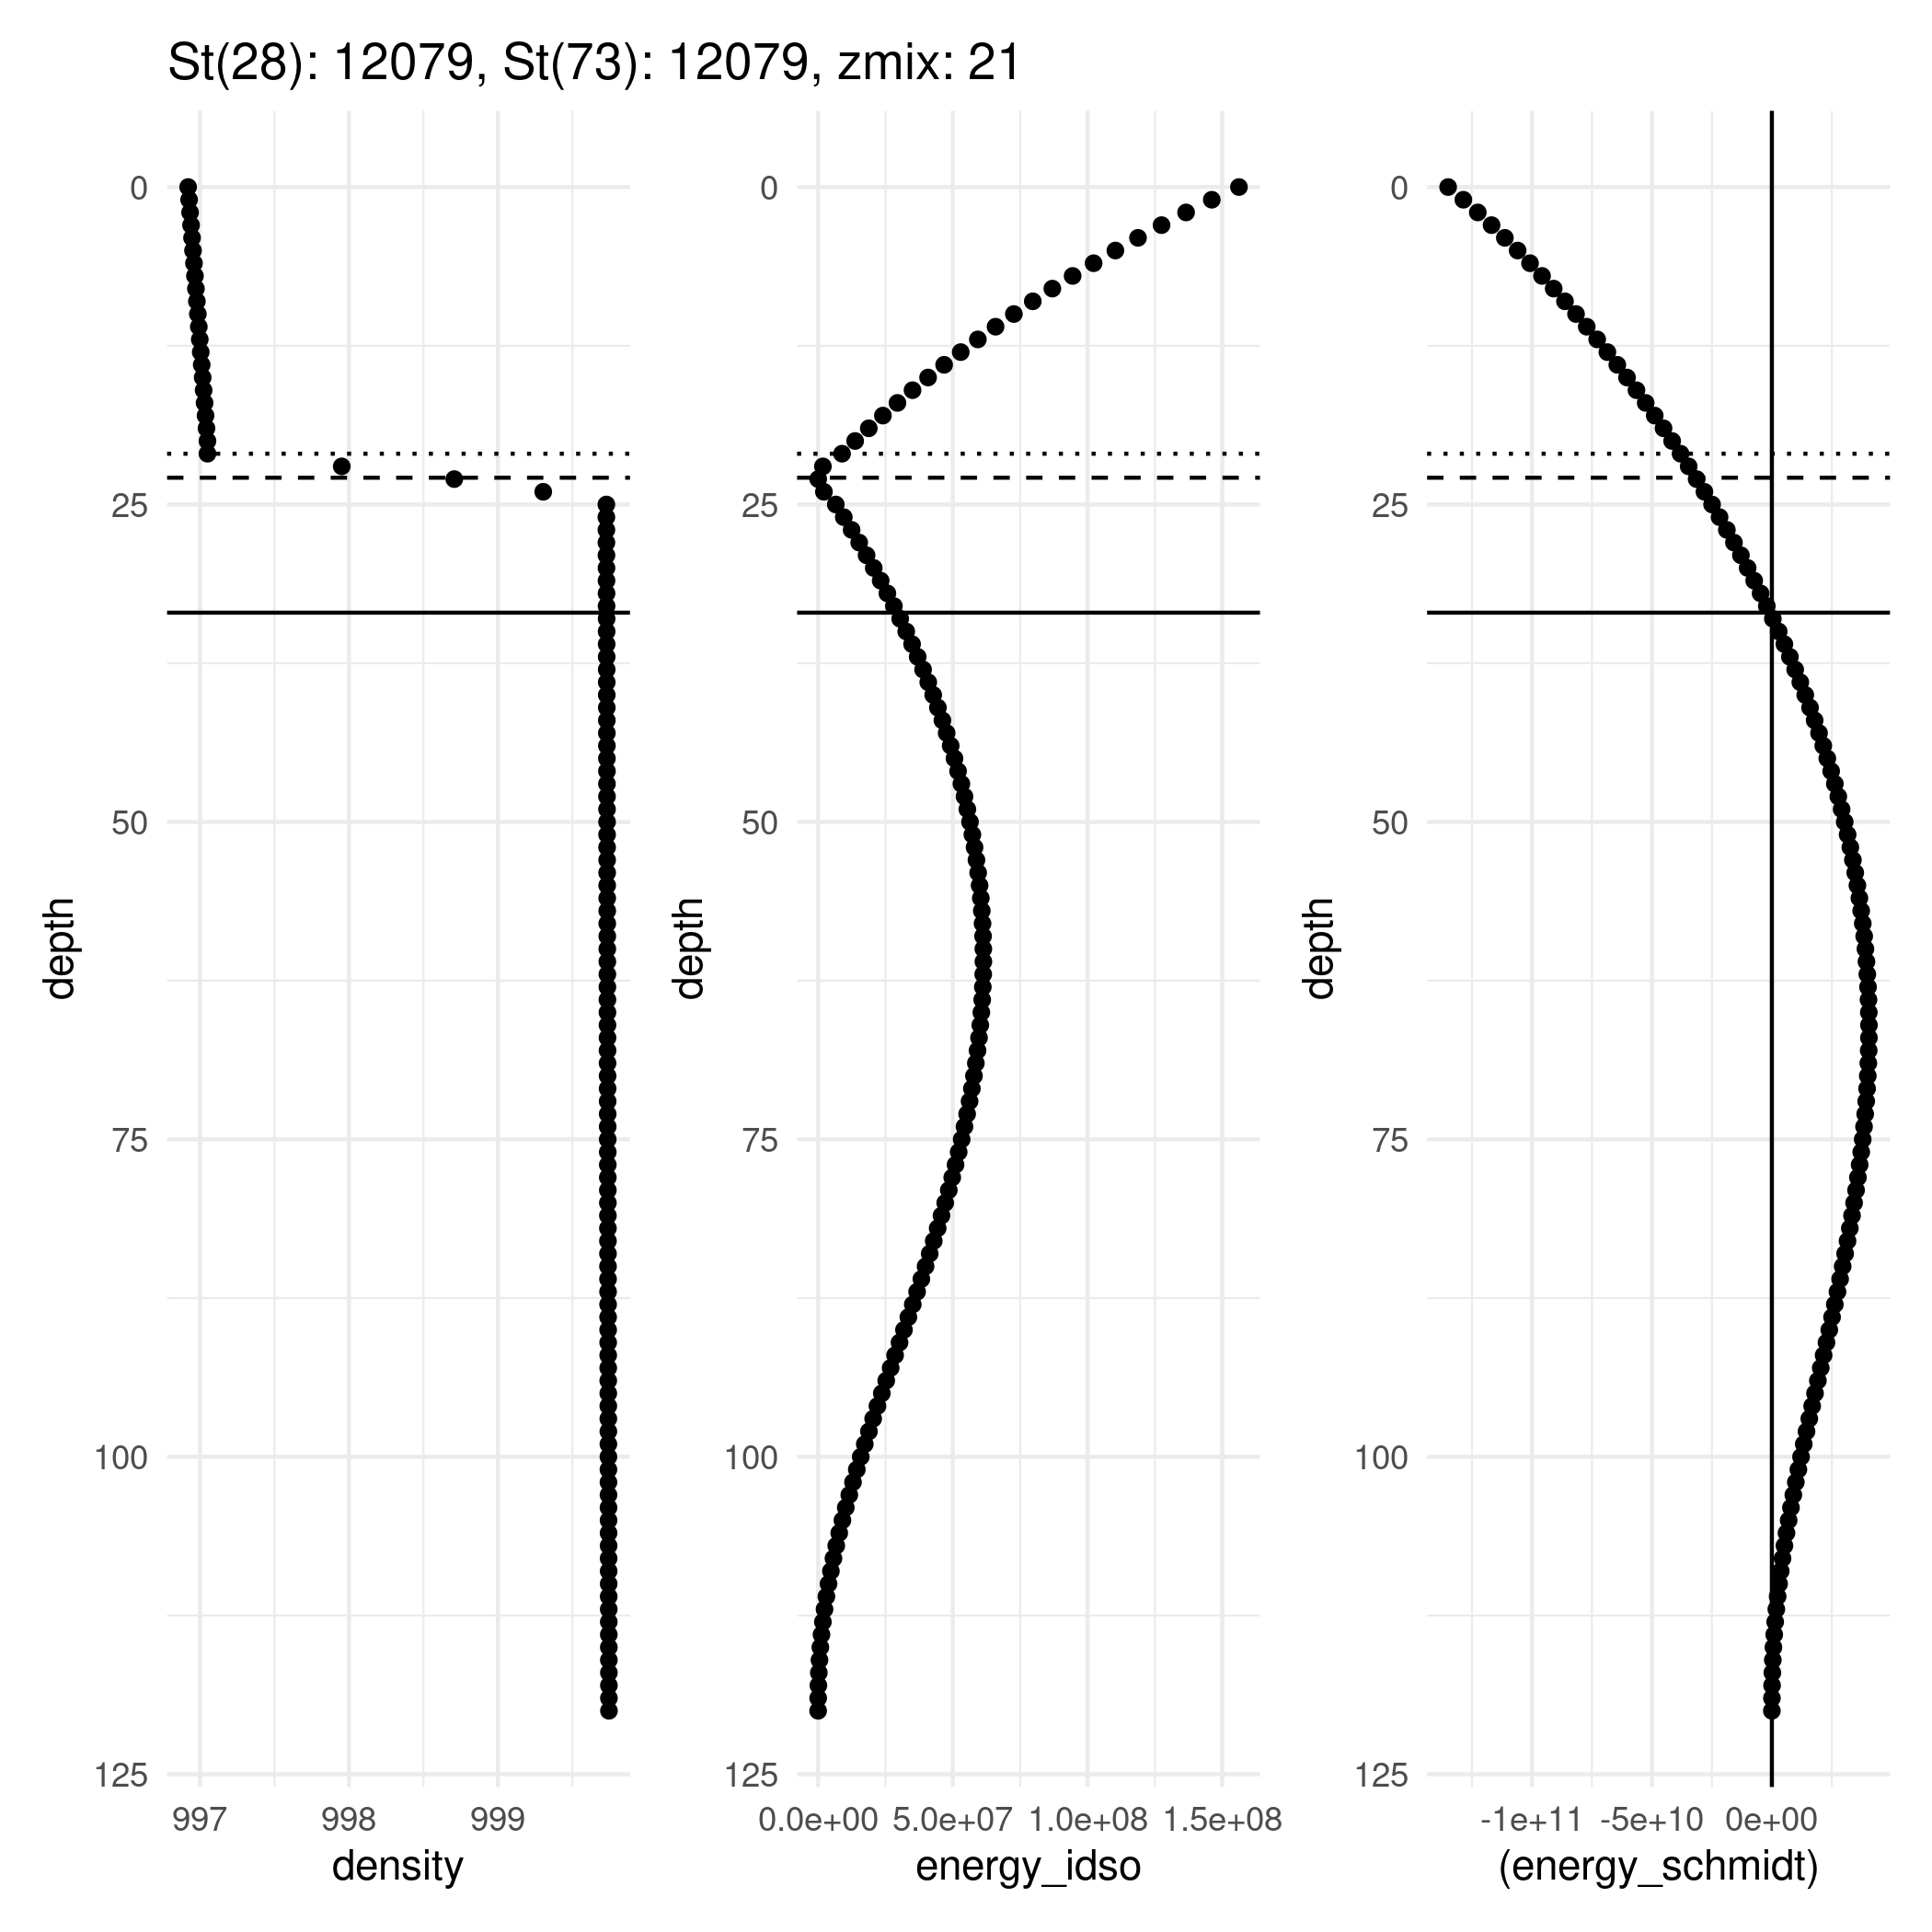 St(28): 12079, St(73): 12079, zmix: 21
0
25
50
75
100
125
depth
997 998 999
density
0
25
50
75
100
125
depth
0.0e+00 5.0e+07 1.0e+08 1.5e+08
energy_idso
0
25
50
75
100
125
depth
-1e+11 -5e+10 0e+00
(energy_schmidt)